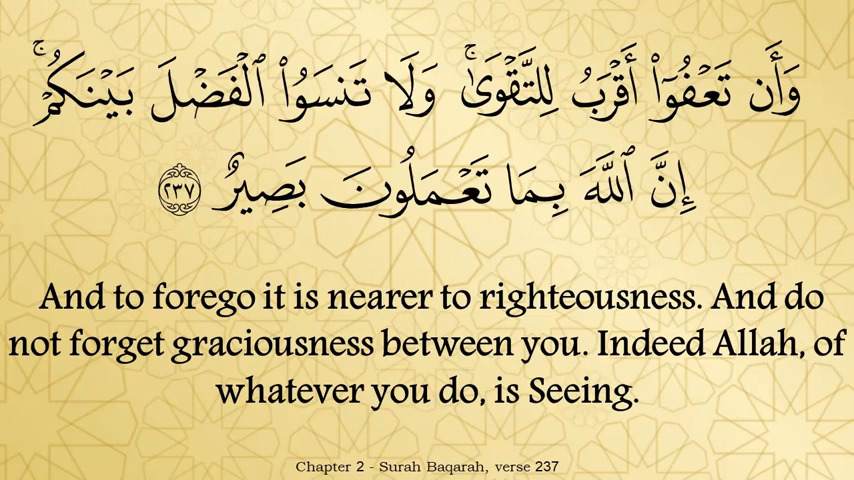 وَأَن تَعْفُوٓا۟ أَقْرَبُ لِلتَّقْوَىٰ ۚ وَلَا تَنسَوُا۟ ٱلْفَضْلَ بَيْنَكُمْ ۚ
إِنَّ ٱللَّهَ بِمَا تَعْمَلُونَ بَصِيرٌ ٢٣٧
And to forego it is nearer to righteousness. And do
not forget graciousness between you. Indeed Allah, of
whatever you do, is Seeing.
Chapter 2 - Surah Baqarah, verse 237